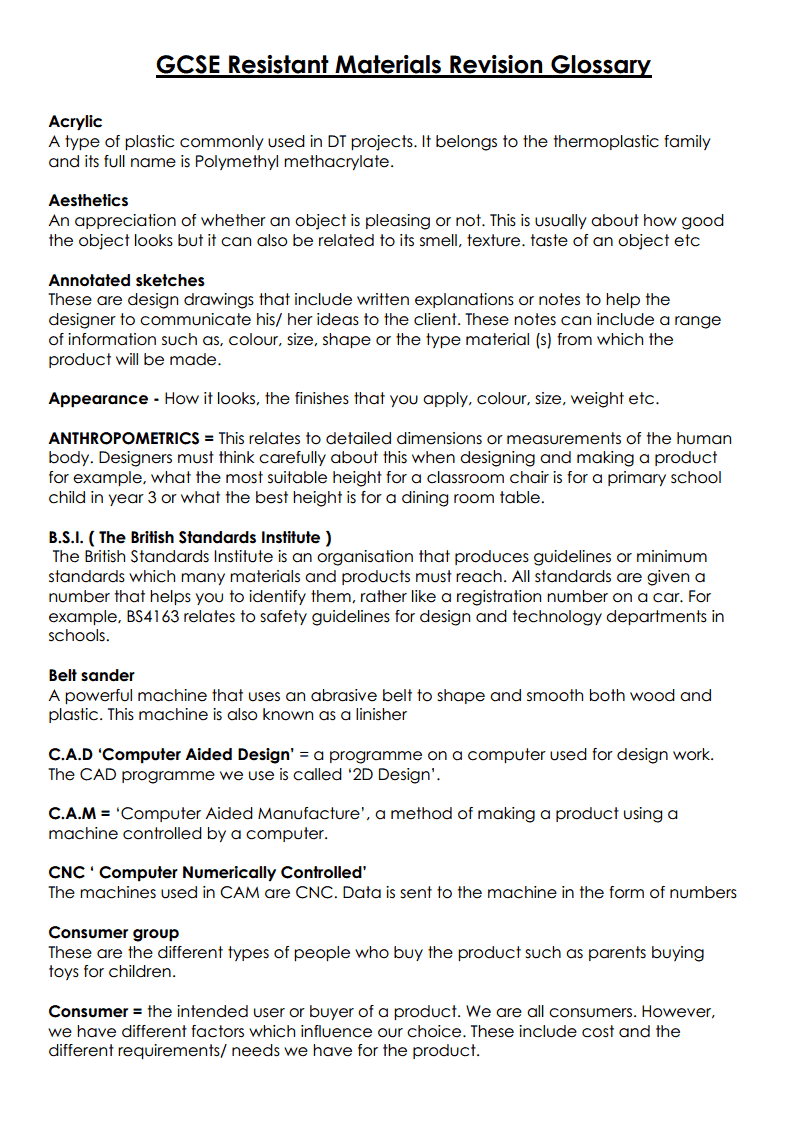 GCSE Resistant Materials Revision Glossary
Acrylic
A type of plastic commonly used in DT projects. It belongs to the thermoplastic family
and its full name is Polymethyl methacrylate.
Aesthetics
An appreciation of whether an object is pleasing or not. This is usually about how good
the object looks but it can also be related to its smell, texture. taste of an object etc
Annotated sketches
These are design drawings that include written explanations or notes to help the
designer to communicate his/ her ideas to the client. These notes can include a range
of information such as, colour, size, shape or the type material (s) from which the
product will be made.
Appearance - How it looks, the finishes that you apply, colour, size, weight etc.
ANTHROPOMETRICS = This relates to detailed dimensions or measurements of the human
body. Designers must think carefully about this when designing and making a product
for example, what the most suitable height for a classroom chair is for a primary school
child in year 3 or what the best height is for a dining room table.
B.S.I. ( The British Standards Institute )
The British Standards Institute is an organisation that produces guidelines or minimum
standards which many materials and products must reach. All standards are given a
number that helps you to identify them, rather like a registration number on a car. For
example, BS4163 relates to safety guidelines for design and technology departments in
schools.
Belt sander
A powerful machine that uses an abrasive belt to shape and smooth both wood and
plastic. This machine is also known as a linisher
C.A.D ‘Computer Aided Design’ = a programme on a computer used for design work.
The CAD programme we use is called ‘2D Design’.
C.A.M = ‘Computer Aided Manufacture’, a method of making a product using a
machine controlled by a computer.
CNC ‘ Computer Numerically Controlled’
The machines used in CAM are CNC. Data is sent to the machine in the form of numbers
Consumer group
These are the different types of people who buy the product such as parents buying
toys for children.
Consumer = the intended user or buyer of a product. We are all consumers. However,
we have different factors which influence our choice. These include cost and the
different requirements/ needs we have for the product.